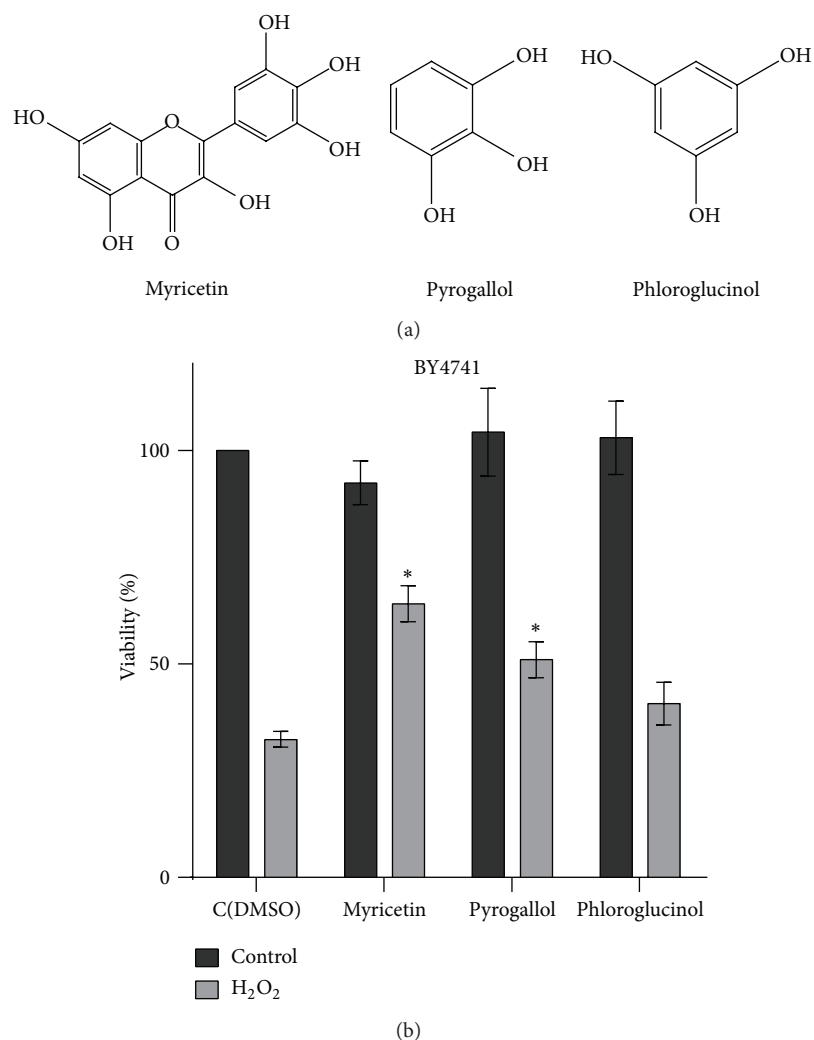 OH
OH
HO
O
OH
OH
OH
O
Myricetin
OH
OH
OH
Pyrogallol
HO
OH
OH
Phloroglucinol
(a)
BY4741
100
50
0
Viability (%)
*
*
C(DMSO)
Myricetin
Pyrogallol
Phloroglucinol
Control
H₂O₂
(b)